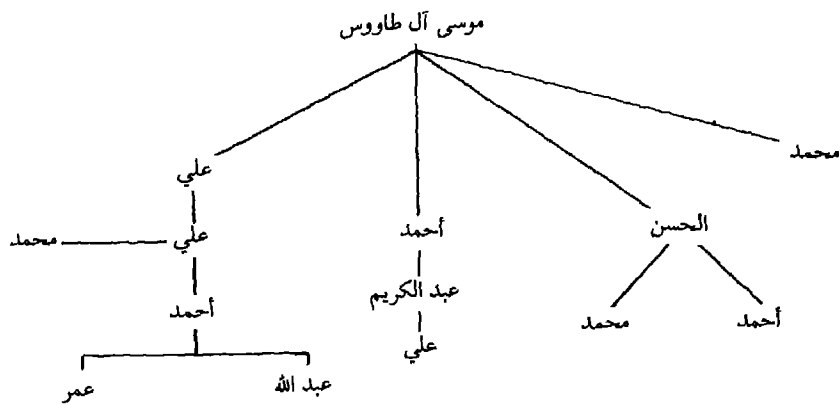 موسى آل طاووس
محمد
علي
الحسن
أحمد
علي
محمد
عبد الكريم
أحمد
محمد
أحمد
علي
عبد الله
عمر